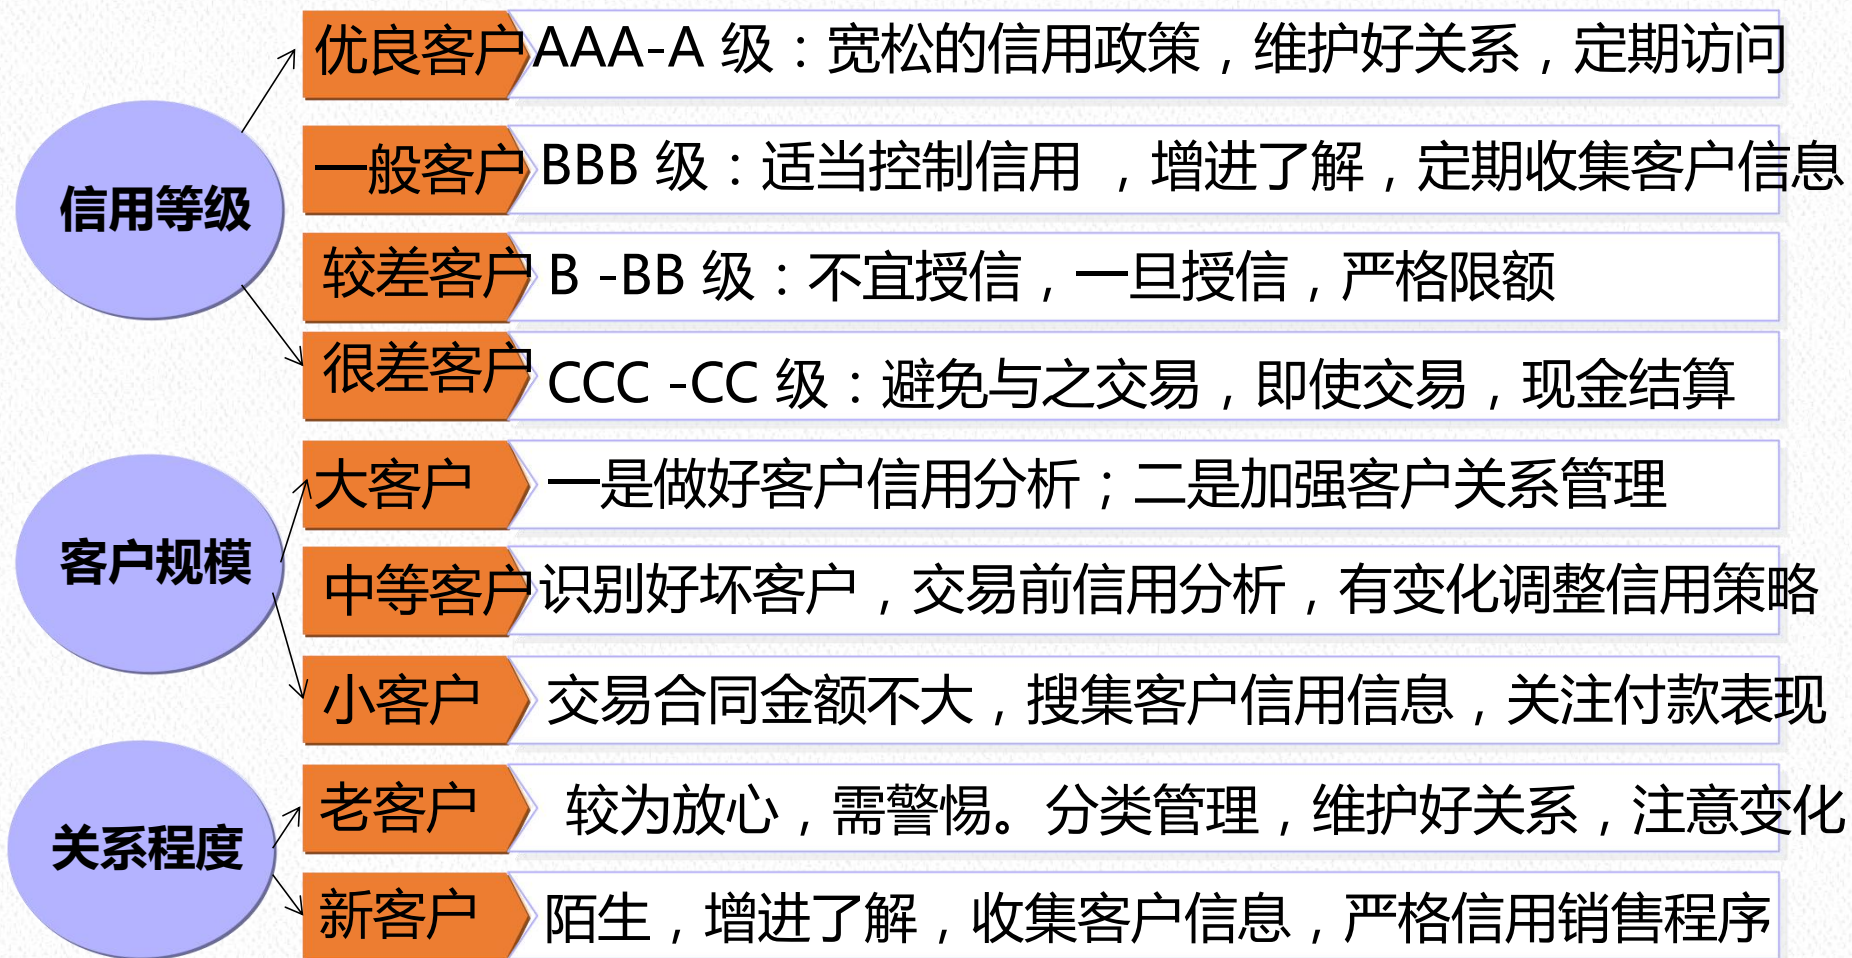 优良客户 AAA-A 级：宽松的信用政策，维护好关系，定期访问
一般客户 BBB 级：适当控制信用 ，增进了解，定期收集客户信息
信用等级
较差客户 B -BB 级：不宜授信，一旦授信，严格限额
很差客户 CCC -CC 级：避免与之交易，即使交易，现金结算
大客户 一是做好客户信用分析；二是加强客户关系管理
客户规模
中等客户 识别好坏客户，交易前信用分析，有变化调整信用策略
小客户 交易合同金额不大，搜集客户信用信息，关注付款表现
老客户 较为放心，需警惕。分类管理，维护好关系，注意变化
关系程度
新客户 陌生，增进了解，收集客户信息，严格信用销售程序